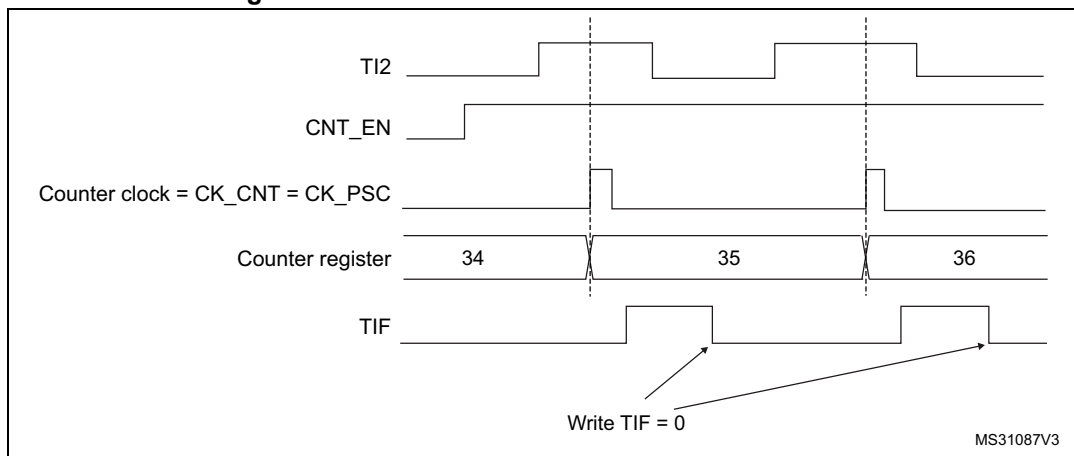 TI2
CNT_EN
Counter clock = CK_CNT = CK_PSC
Counter register 34 35 36
TIF
Write TIF = 0
MS31087V3